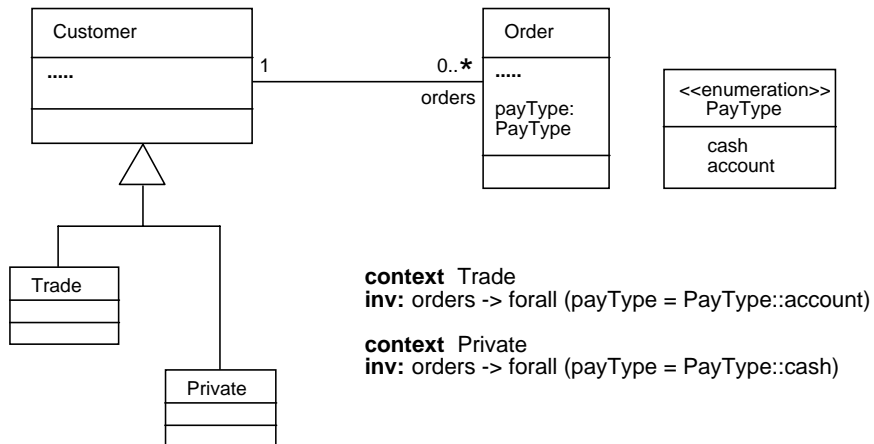 Customer
.....
1
0..*
orders
Order
.....
payType:
PayType
<<enumeration>>
PayType
cash
account
Trade
Private
context Trade
inv: orders -> forall (payType = PayType::account)
context Private
inv: orders -> forall (payType = PayType::cash)